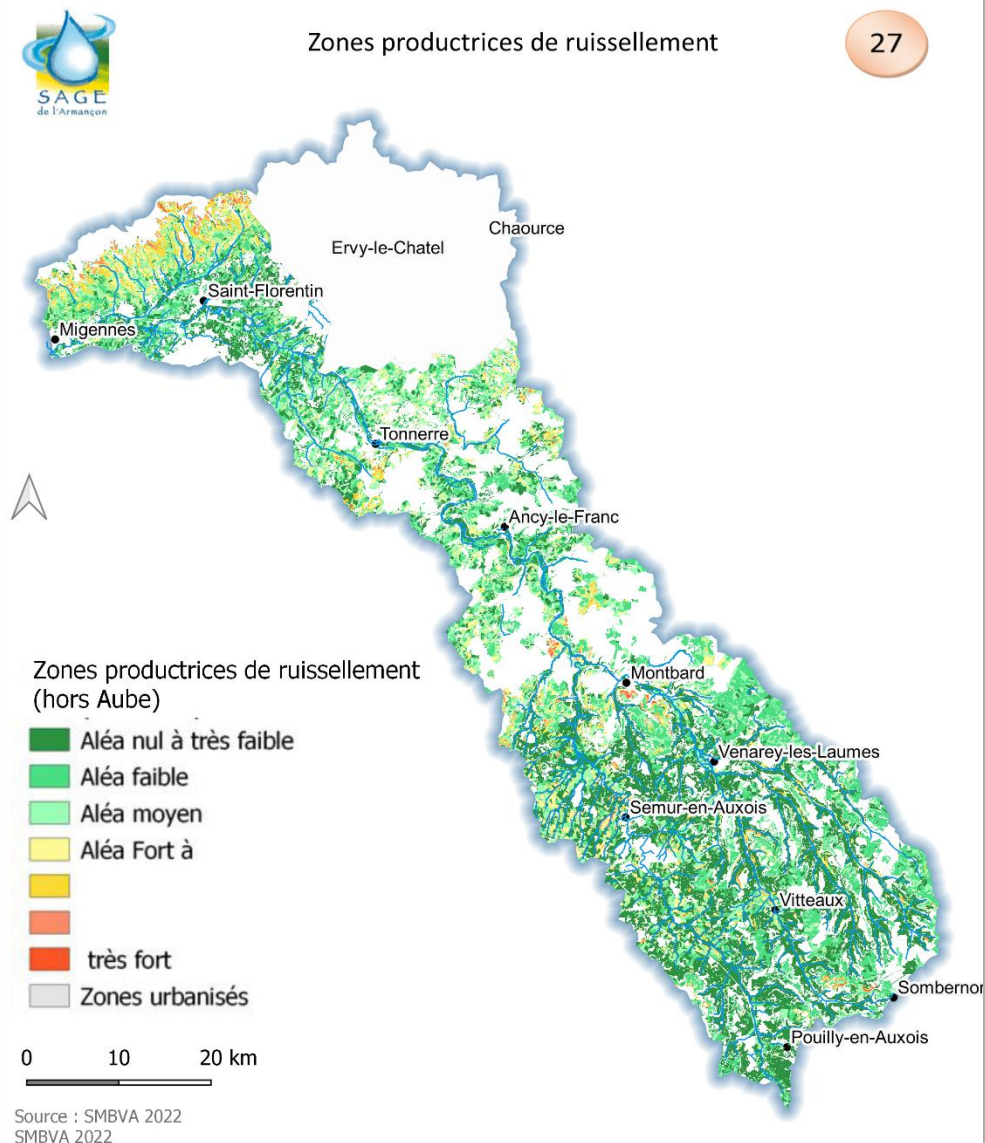 Zones productrices de ruissellement
27
SAGE
de l'Armançon
Chaource
Ervy-le-Chatel
Saint-Florentin
Migennes
Tonnerre
Ancy-le-Franc
Montbard
Venarey-les-Laumes
Semur-en-Auxois
Vitteaux
Sombernon
Pouilly-en-Auxois
Zones productrices de ruissellement
(hors Aube)
Aléa nul à très faible
Aléa faible
Aléa moyen
Aléa Fort à
très fort
Zones urbanisés
0 10 20 km
Source : SMBVA 2022
SMBVA 2022